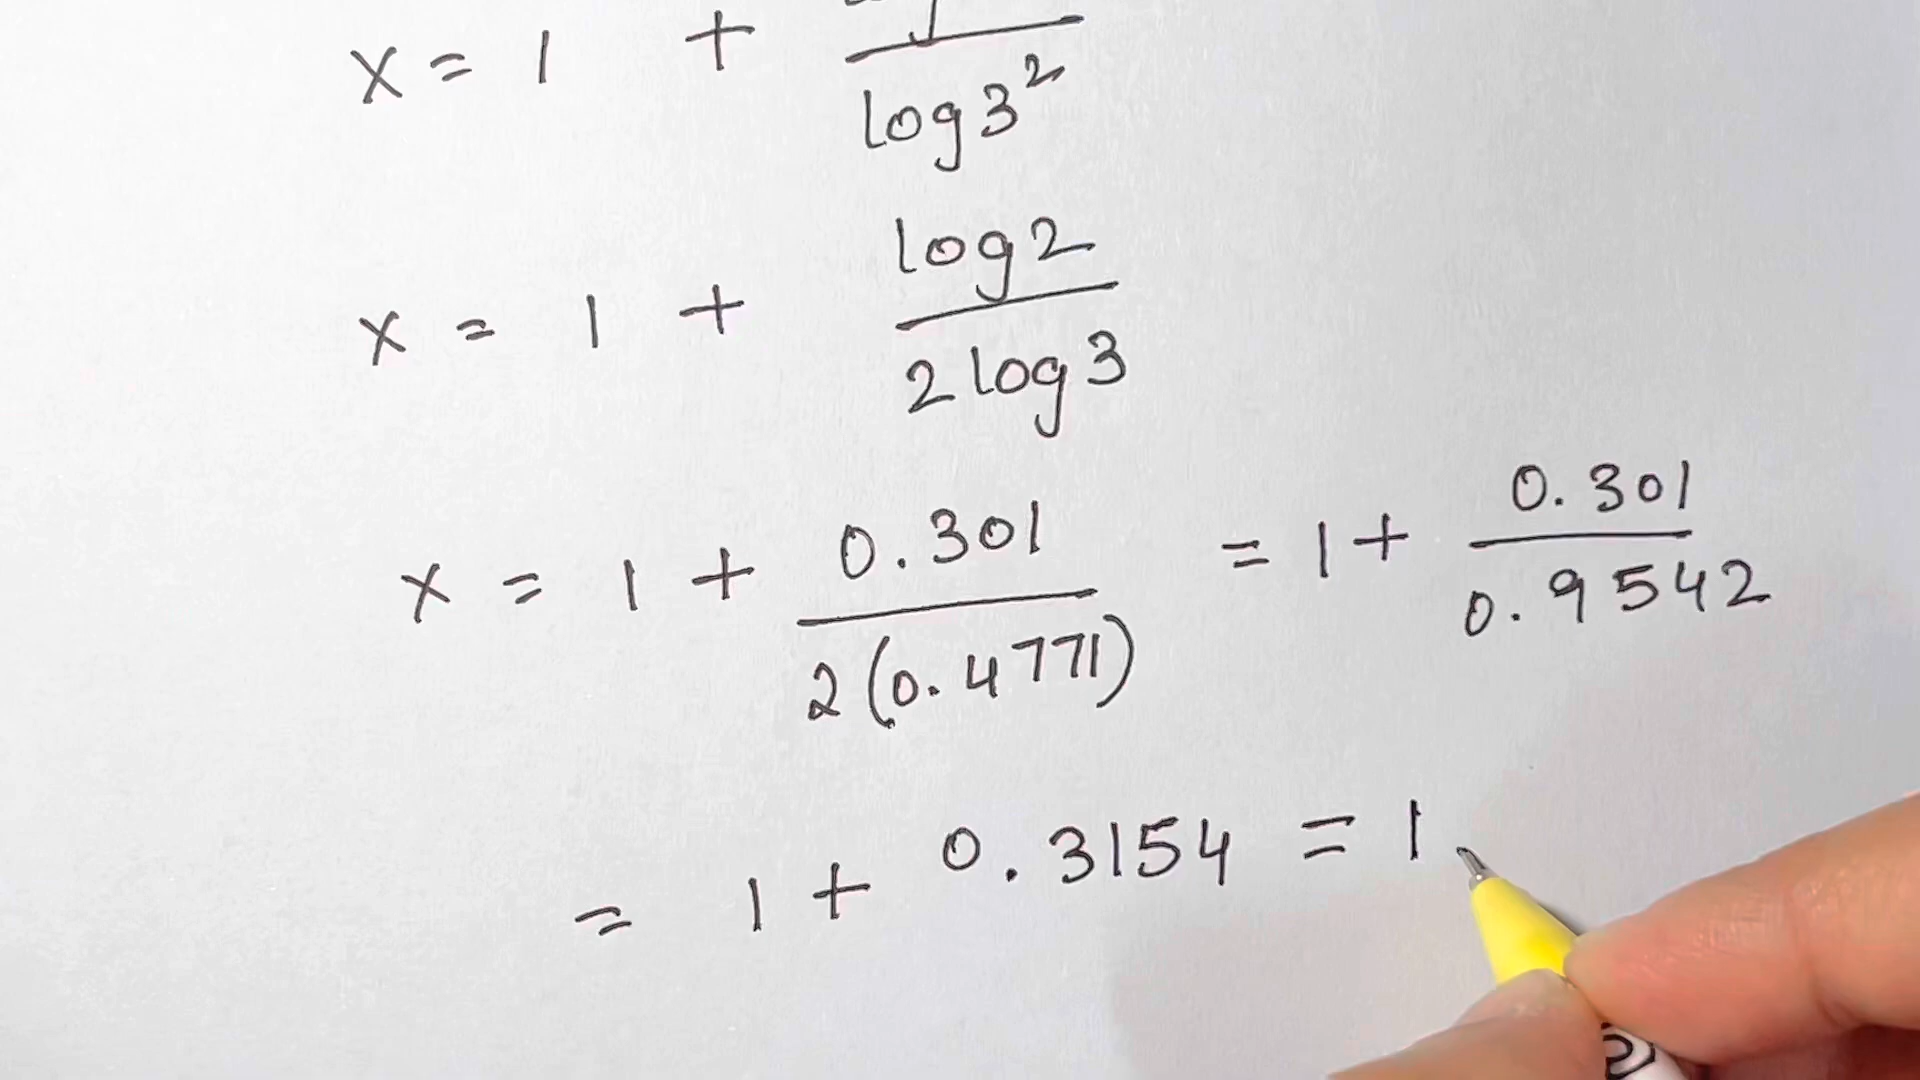 x = 1 + / log 3²
x = 1 + log 2 / 2 log 3
x = 1 + 0.301 / 2(0.4771) = 1 + 0.301 / 0.9542
= 1 + 0.3154 = 1.